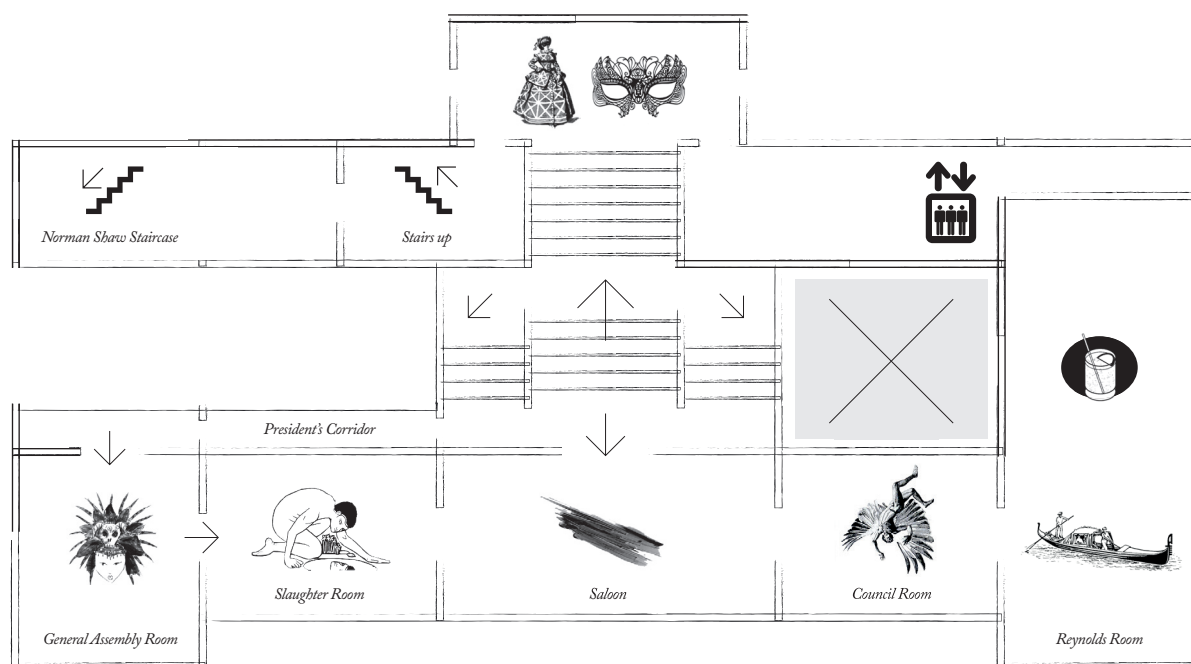 Norman Shaw Staircase
Stairs up
President's Corridor
Slaughter Room
Saloon
Council Room
General Assembly Room
Reynolds Room